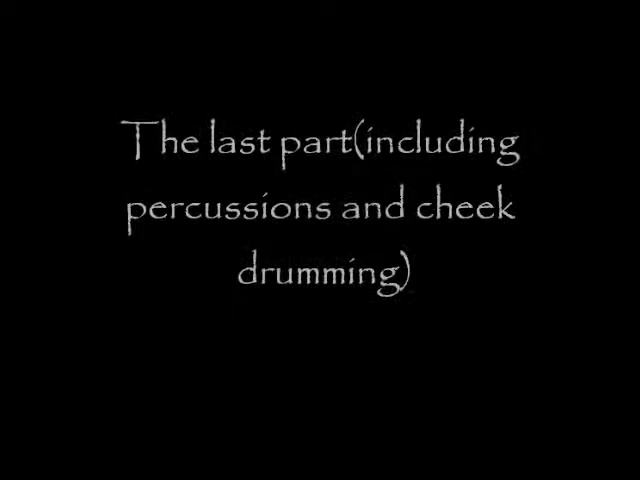 The last part(including
percussions and cheek
drumming)